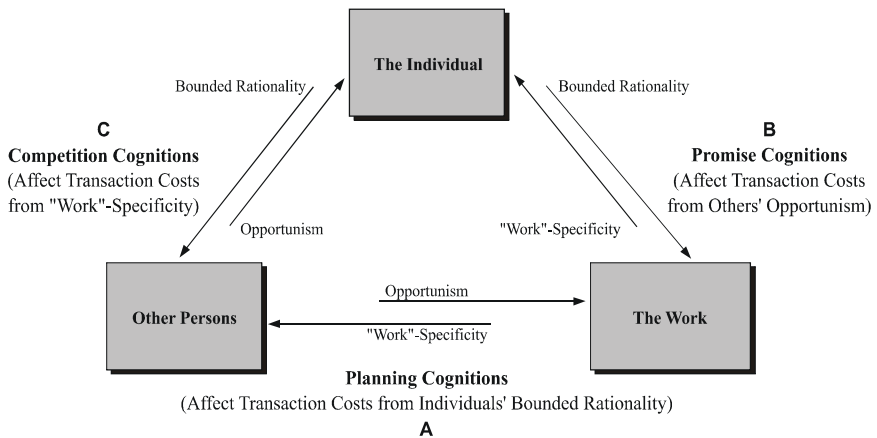 The Individual
Bounded Rationality
Bounded Rationality
C
Competition Cognitions
(Affect Transaction Costs
from "Work"-Specificity)
B
Promise Cognitions
(Affect Transaction Costs
from Others' Opportunism)
Opportunism
"Work"-Specificity
Other Persons
Opportunism
"Work"-Specificity
The Work
Planning Cognitions
(Affect Transaction Costs from Individuals' Bounded Rationality)
A